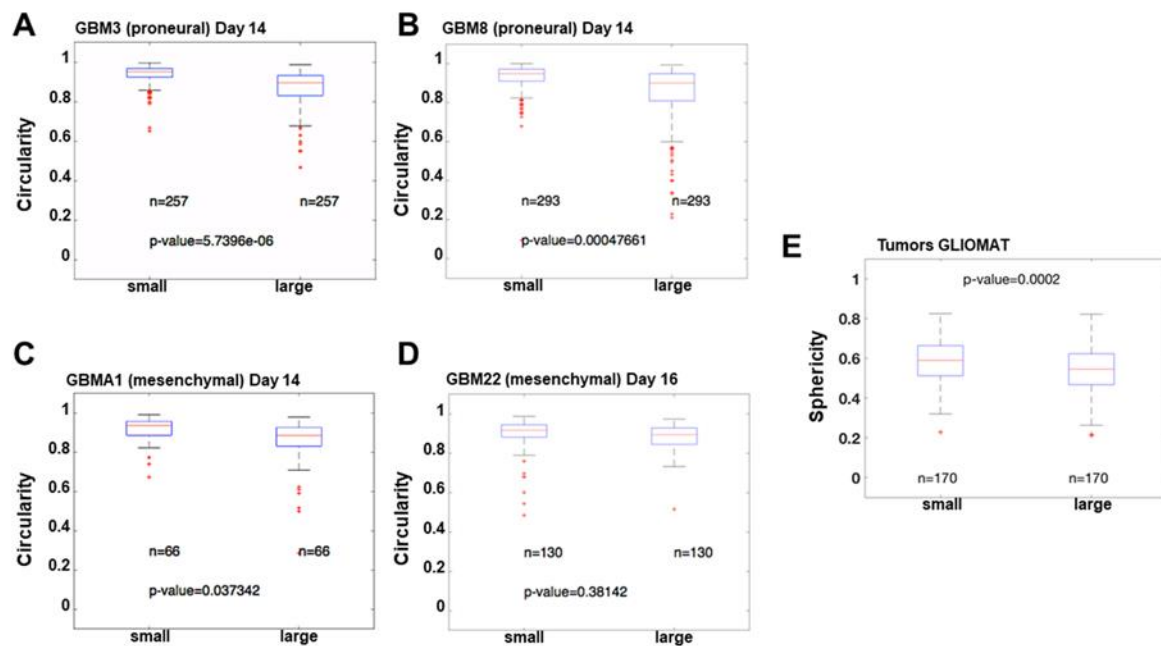 A
GBM3 (proneural) Day 14
Circularity
1
0.8
0.6
0.4
0.2
0
n=257
n=257
p-value=5.7396e-06
small
large
B
GBM8 (proneural) Day 14
Circularity
1
0.8
0.6
0.4
0.2
0
n=293
n=293
p-value=0.00047661
small
large
C
GBMA1 (mesenchymal) Day 14
Circularity
1
0.8
0.6
0.4
0.2
0
n=66
n=66
p-value=0.037342
small
large
D
GBM22 (mesenchymal) Day 16
Circularity
1
0.8
0.6
0.4
0.2
0
n=130
n=130
p-value=0.38142
small
large
E
Tumors GLIOMAT
Sphericity
1
0.8
0.6
0.4
0.2
0
p-value=0.0002
n=170
n=170
small
large